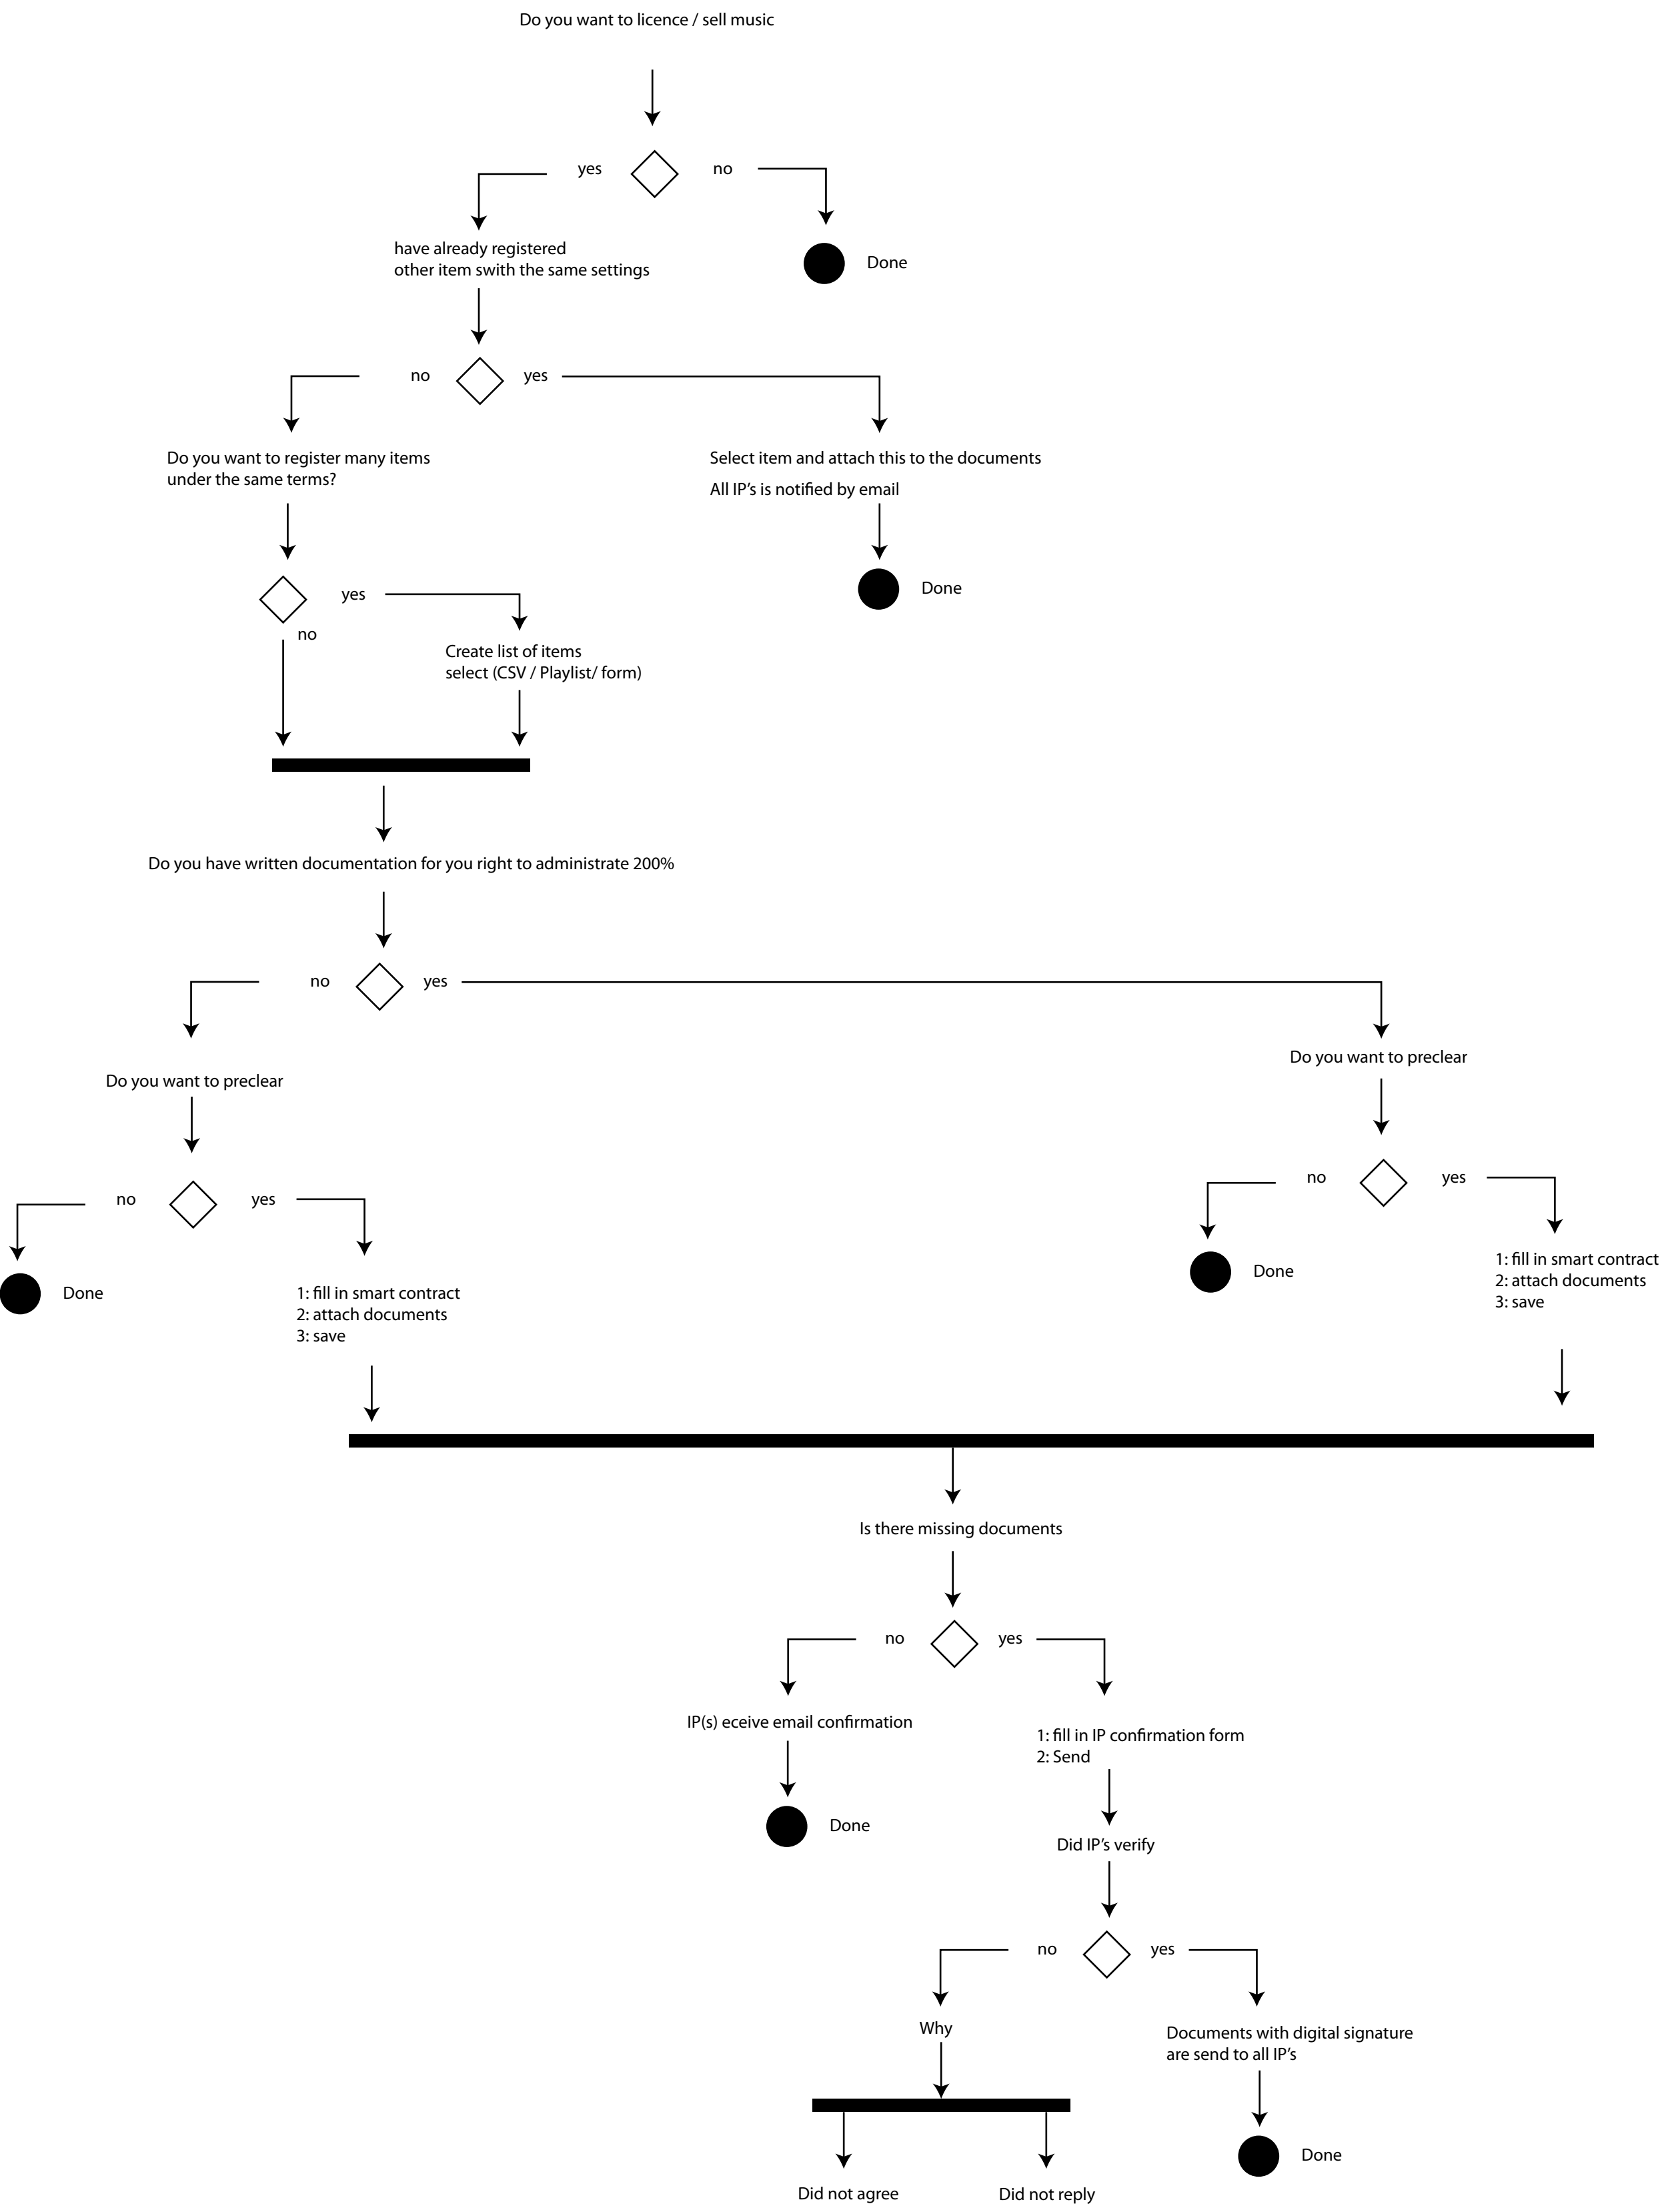 Do you want to licence / sell music
yes
no
have already registered
other item swith the same settings
Done
no
yes
Do you want to register many items
under the same terms?
Select item and attach this to the documents
All IP's is notified by email
yes
no
Done
Create list of items
select (CSV / Playlist/ form)
Do you have written documentation for you right to administrate 200%
no
yes
Do you want to preclear
Do you want to preclear
no
yes
no
yes
Done
1: fill in smart contract
2: attach documents
3: save
Done
1: fill in smart contract
2: attach documents
3: save
Is there missing documents
no
yes
IP(s) eceive email confirmation
1: fill in IP confirmation form
2: Send
Done
Did IP's verify
no
yes
Why
Documents with digital signature
are send to all IP's
Done
Did not agree
Did not reply